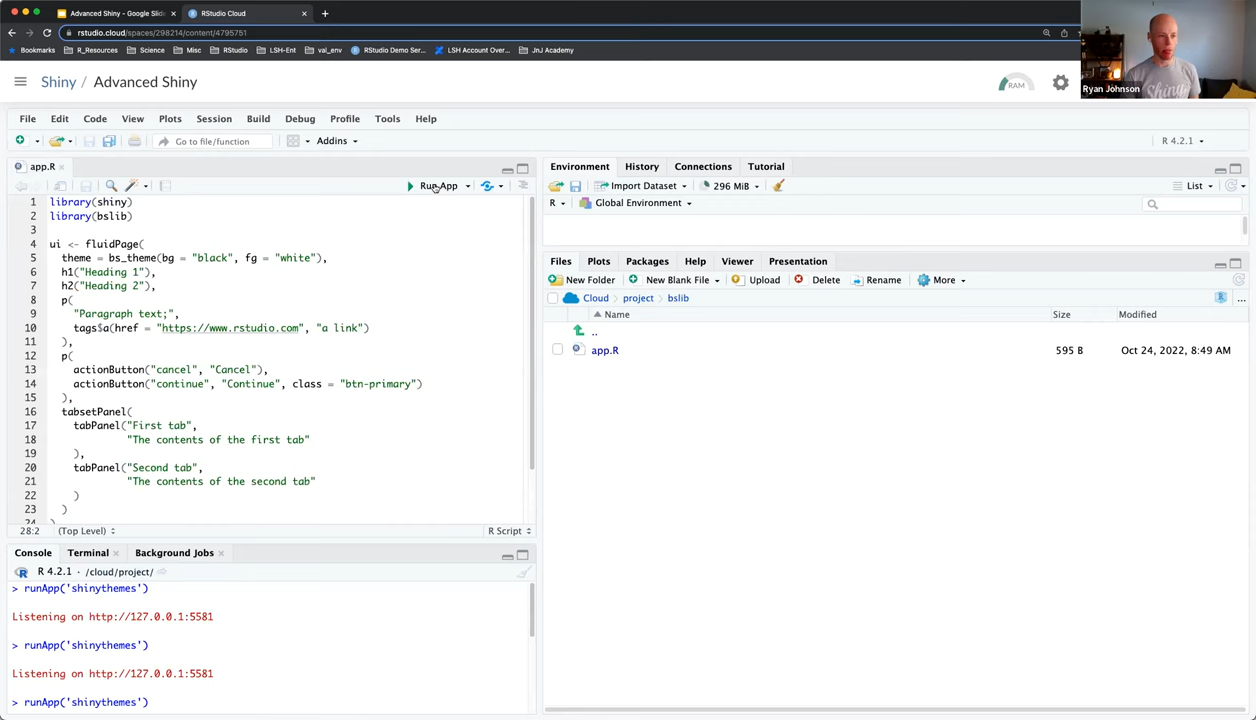 Advanced Shiny - Google Slide
RStudio Cloud
rstudio.cloud/spaces/298214/content/4795751
Bookmarks R_Resources Science Misc RStudio LSH-Ent val_env RStudio Demo Ser... LSH Account Over... JnJ Academy
Shiny / Advanced Shiny
RAM
Ryan Johnson
File Edit Code View Plots Session Build Debug Profile Tools Help
Go to file/function Addins R 4.2.1
app.R
Run App
1 library(shiny)
2 library(bslib)
3
4 ui <- fluidPage(
5 theme = bs_theme(bg = "black", fg = "white"),
6 h1("Heading 1"),
7 h2("Heading 2"),
8 p(
9 "Paragraph text;",
10 tags$a(href = "https://www.rstudio.com", "a link")
11 ),
12 p(
13 actionButton("cancel", "Cancel"),
14 actionButton("continue", "Continue", class = "btn-primary")
15 ),
16 tabsetPanel(
17 tabPanel("First tab",
18 "The contents of the first tab"
19 ),
20 tabPanel("Second tab",
21 "The contents of the second tab"
22 )
23 )
24 )
28:2 (Top Level) R Script
Console Terminal Background Jobs
R 4.2.1 · /cloud/project/
> runApp('shinythemes')
Listening on http://127.0.0.1:5581
> runApp('shinythemes')
Listening on http://127.0.0.1:5581
> runApp('shinythemes')
Environment History Connections Tutorial
Import Dataset 296 MiB List
R Global Environment
Files Plots Packages Help Viewer Presentation
New Folder New Blank File Upload Delete Rename More
Cloud project bslib ...
Name Size Modified
..
app.R 595 B Oct 24, 2022, 8:49 AM